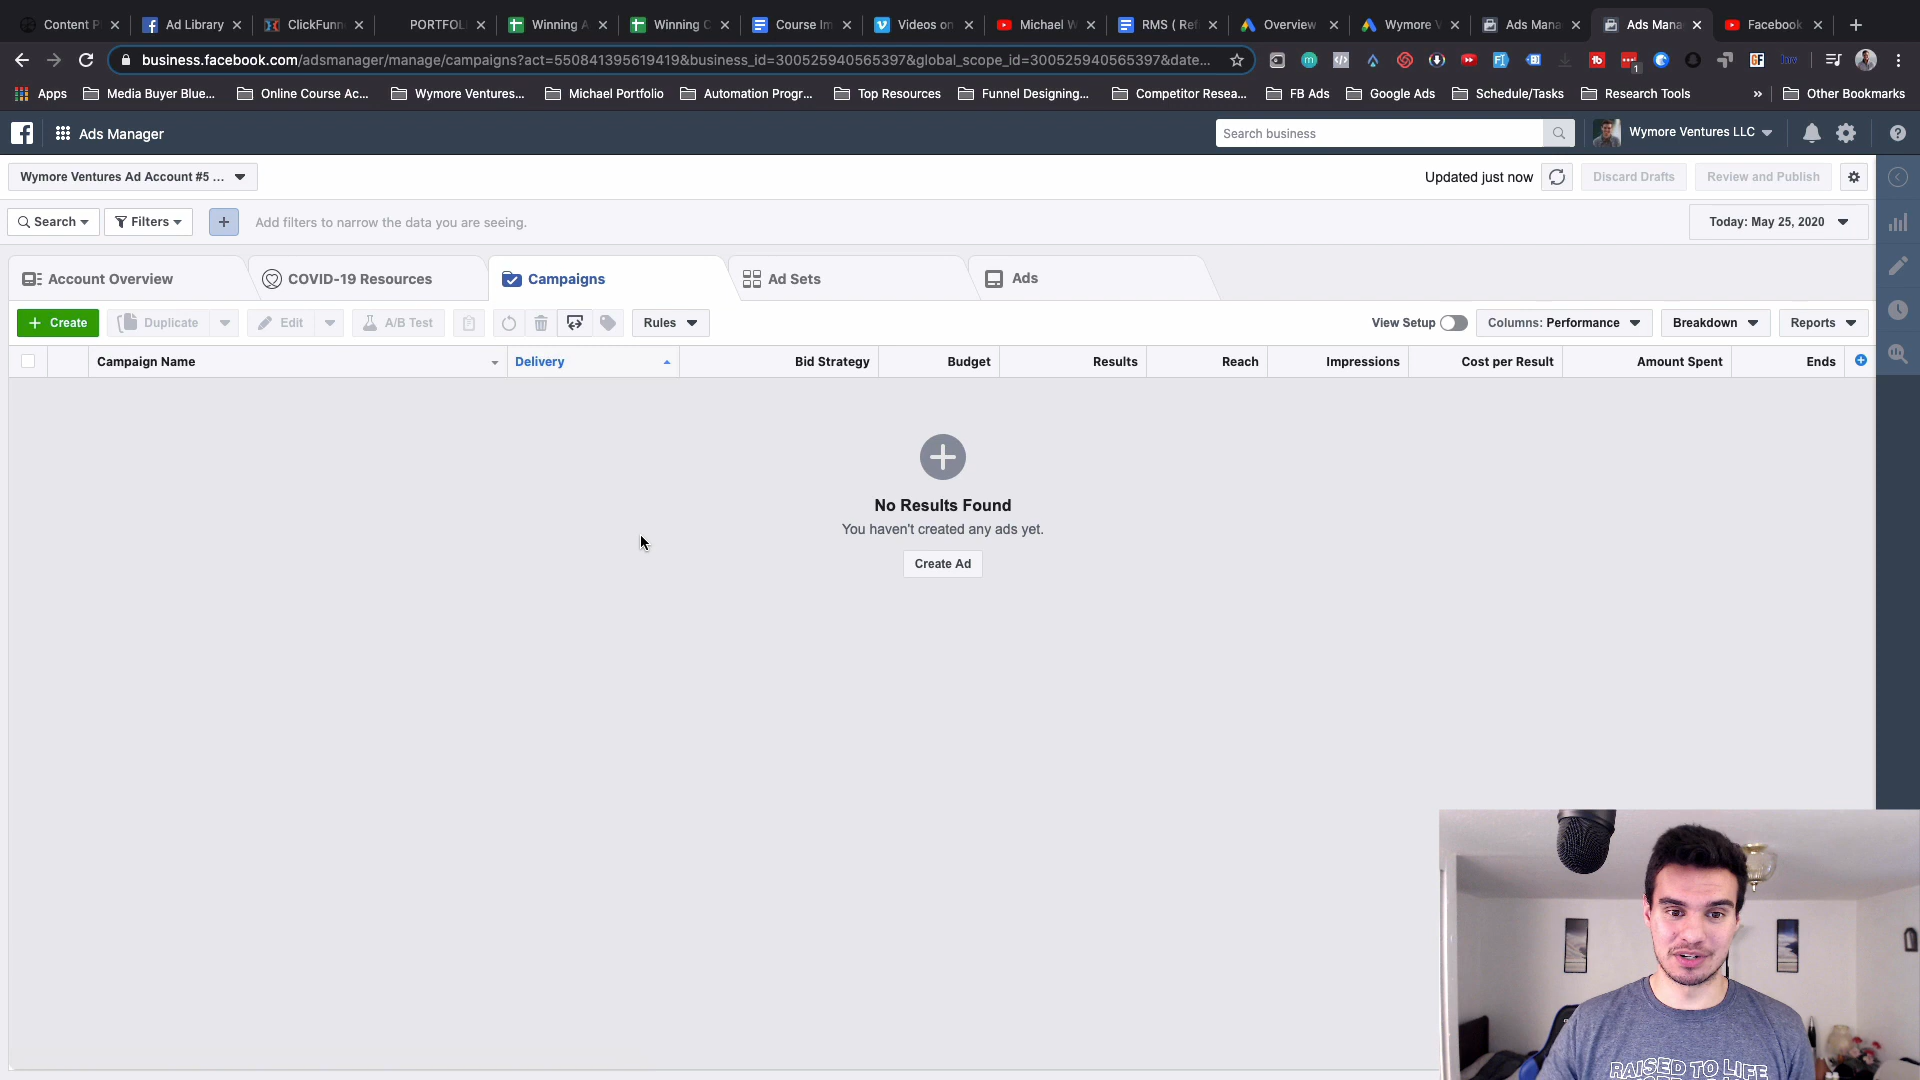 Content P
Ad Library
ClickFunn
PORTFOL
Winning A
Winning C
Course Im
Videos on
Michael W
RMS ( Ref
Overview
Wymore V
Ads Mana
Ads Mana
Facebook
business.facebook.com/adsmanager/manage/campaigns?act=550841395619419&business_id=300525940565397&global_scope_id=300525940565397&date...
Apps
Media Buyer Blue...
Online Course Ac...
Wymore Ventures...
Michael Portfolio
Automation Progr...
Top Resources
Funnel Designing...
Competitor Resea...
FB Ads
Google Ads
Schedule/Tasks
Research Tools
»
Other Bookmarks
Ads Manager
Search business
Wymore Ventures LLC
Wymore Ventures Ad Account #5 ...
Updated just now
Discard Drafts
Review and Publish
Search
Filters
Add filters to narrow the data you are seeing.
Today: May 25, 2020
Account Overview
COVID-19 Resources
Campaigns
Ad Sets
Ads
+ Create
Duplicate
Edit
A/B Test
Rules
View Setup
Columns: Performance
Breakdown
Reports
Campaign Name
Delivery
Bid Strategy
Budget
Results
Reach
Impressions
Cost per Result
Amount Spent
Ends
No Results Found
You haven't created any ads yet.
Create Ad
RAISED TO LIFE